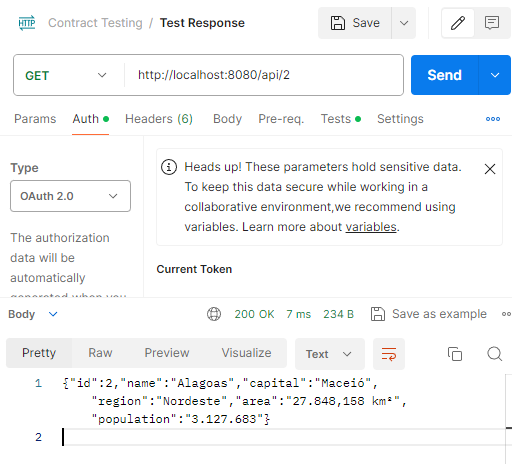 HTTP
Contract Testing / Test Response
Save
GET
http://localhost:8080/api/2
Send
Params Auth Headers (6) Body Pre-req. Tests Settings
Type
OAuth 2.0
The authorization
data will be
automatically
Heads up! These parameters hold sensitive data.
To keep this data secure while working in a
collaborative environment,we recommend using
variables. Learn more about variables.
Current Token
Body
200 OK 7 ms 234 B Save as example
Pretty Raw Preview Visualize Text
1 {"id":2,"name":"Alagoas","capital":"Maceió",
"region":"Nordeste","area":"27.848,158 km²",
"population":"3.127.683"}
2